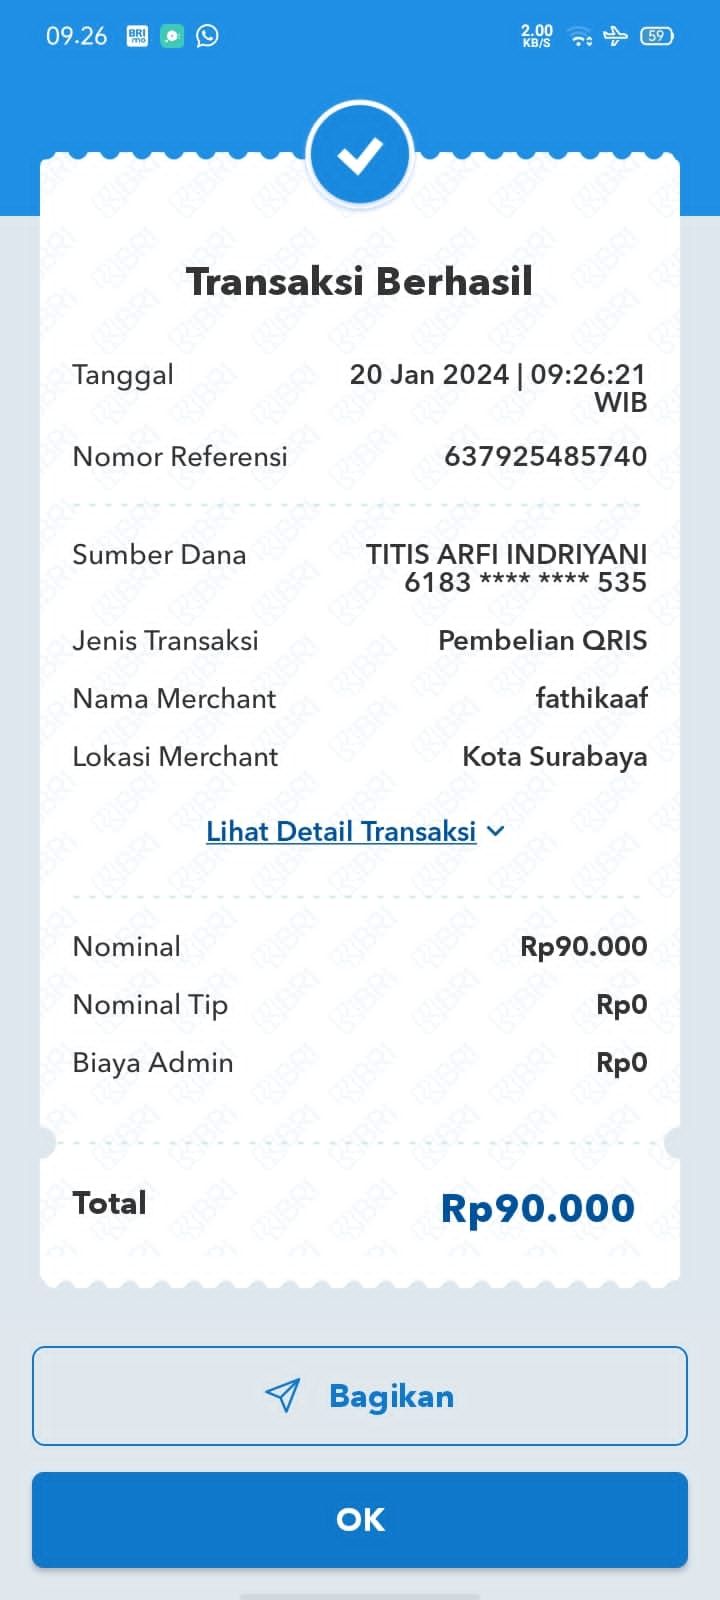 09.26 BRI mo 2.00 KB/S 59
Transaksi Berhasil
Tanggal 20 Jan 2024 | 09:26:21
WIB
Nomor Referensi 637925485740
Sumber Dana TITIS ARFI INDRIYANI
6183 **** **** 535
Jenis Transaksi Pembelian QRIS
Nama Merchant fathikaaf
Lokasi Merchant Kota Surabaya
Lihat Detail Transaksi
Nominal Rp90.000
Nominal Tip Rp0
Biaya Admin Rp0
Total Rp90.000
Bagikan
OK